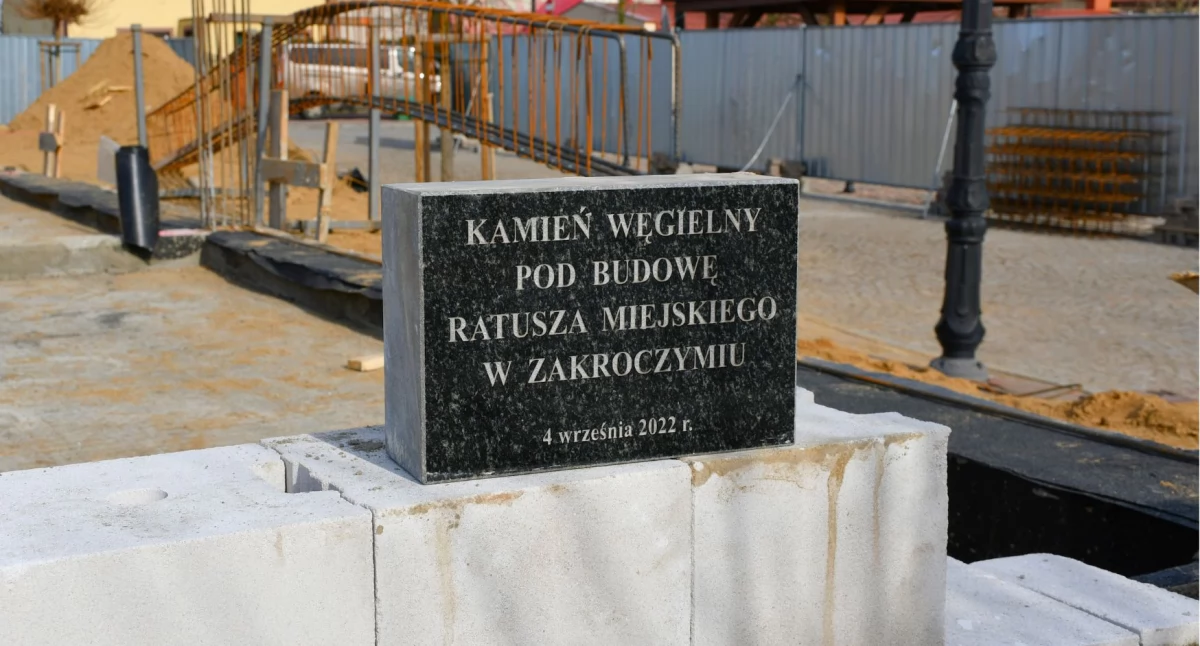 KAMIEŃ WĘGIELNY
POD BUDOWĘ
RATUSZA MIEJSKIEGO
W ZAKROCZYMIU
4 września 2022 r.